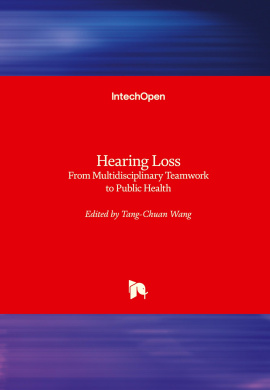 IntechOpen
Hearing Loss
From Multidisciplinary Teamwork
to Public Health
Edited by Tang-Chuan Wang